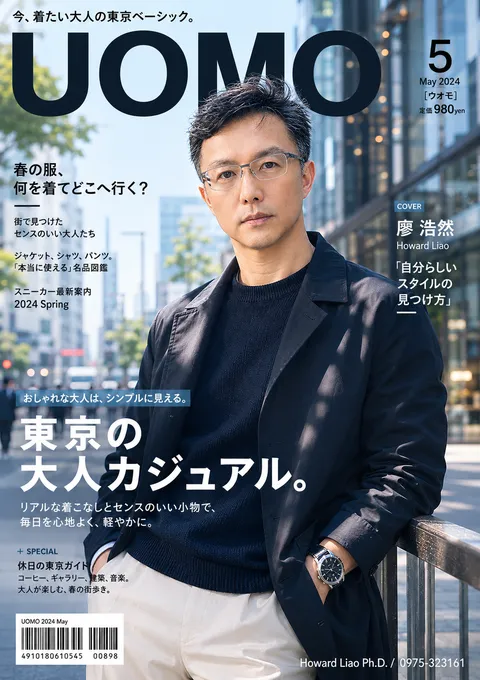 今、着たい大人の東京ベーシック。
UOMO
5
May 2024
[ウオモ]
定価 980yen
春の服、
何を着てどこへ行く?
街で見つけた
センスのいい大人たち
ジャケット、シャツ、パンツ、
「本当に使える」名品図鑑
スニーカー最新案内
2024 Spring
COVER
廖 浩然
Howard Liao
「自分らしい
スタイルの
見つけ方」
おしゃれな大人は、シンプルに見える。
東京の
大人カジュアル。
リアルな着こなしとセンスのいい小物で、
毎日を心地よく、軽やかに。
+ SPECIAL
休日の東京ガイド
コーヒー、ギャラリー、建築、音楽。
大人が楽しむ、春の街歩き。
UOMO 2024 May
4910180610545 00898
Howard Liao Ph.D. / 0975-323161